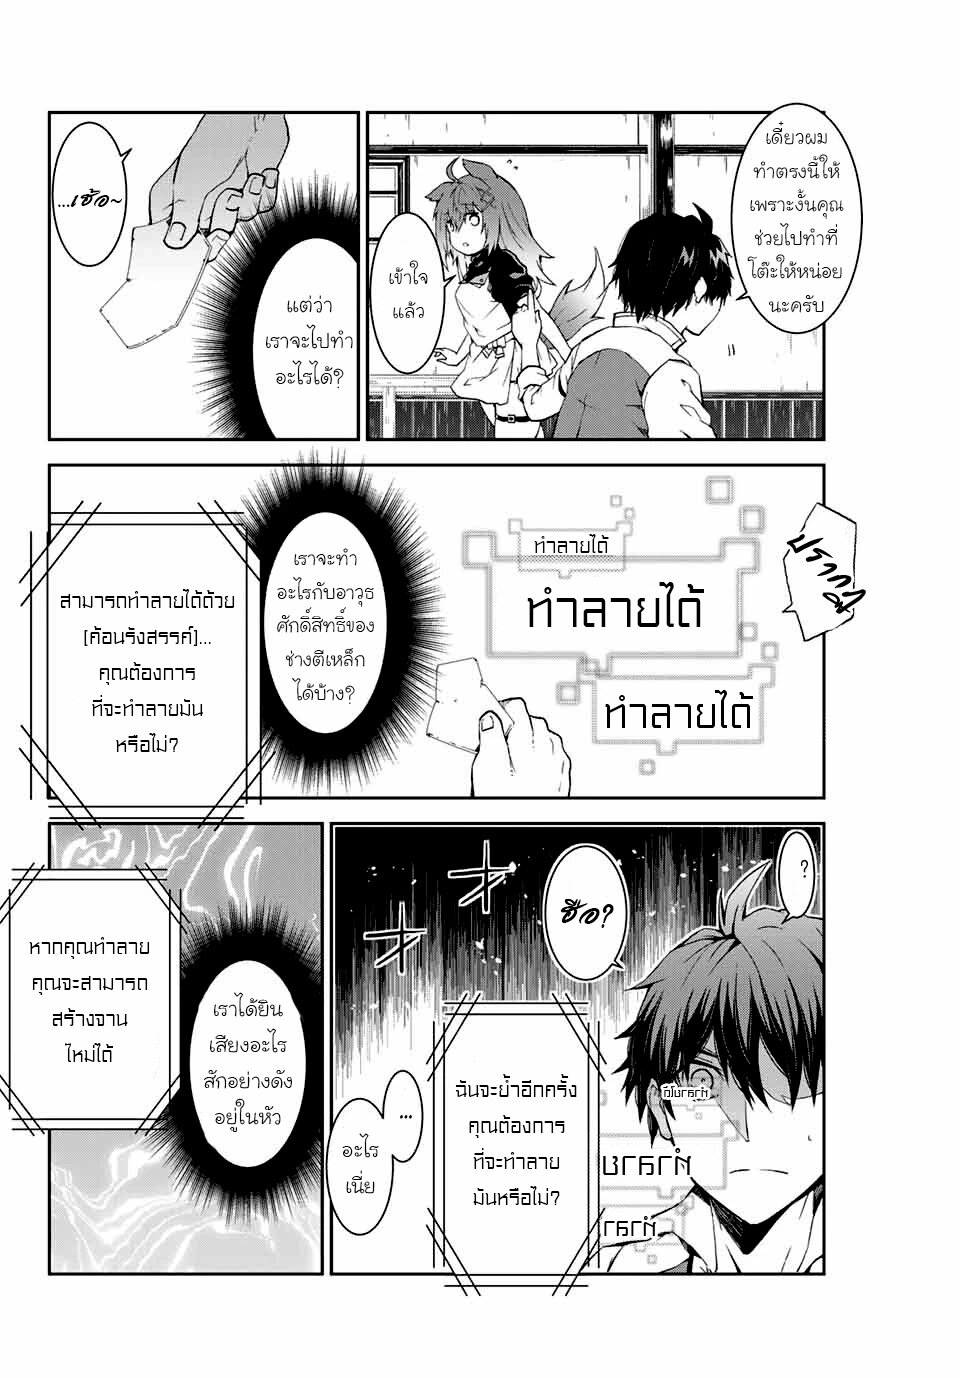 เดี๋ยวผม
ทำตรงนี้ให้
เพราะงั้นคุณ
ช่วยไปทำที่
โต๊ะให้หน่อย
นะครับ
เข้าใจ
แล้ว
...เฮ้อ~
แต่ว่า
เราจะไปทำ
อะไรได้?
ปรากฏ
ทำลายได้
ทำลายได้
ทำลายได้
เราจะทำ
อะไรกับอาวุธ
ศักดิ์สิทธิ์ของ
ช่างตีเหล็ก
ได้บ้าง?
สามารถทำลายได้ด้วย
[ค้อนรังสรรค์]...
คุณต้องการ
ที่จะทำลายมัน
หรือไม่?
?
ฮือ?
ฉันจะย้ำอีกครั้ง
คุณต้องการ
ที่จะทำลาย
มันหรือไม่?
...
อะไร
เนี่ย
เราได้ยิน
เสียงอะไร
สักอย่างดัง
อยู่ในหัว
หากคุณทำลาย
คุณจะสามารถ
สร้างจาน
ใหม่ได้